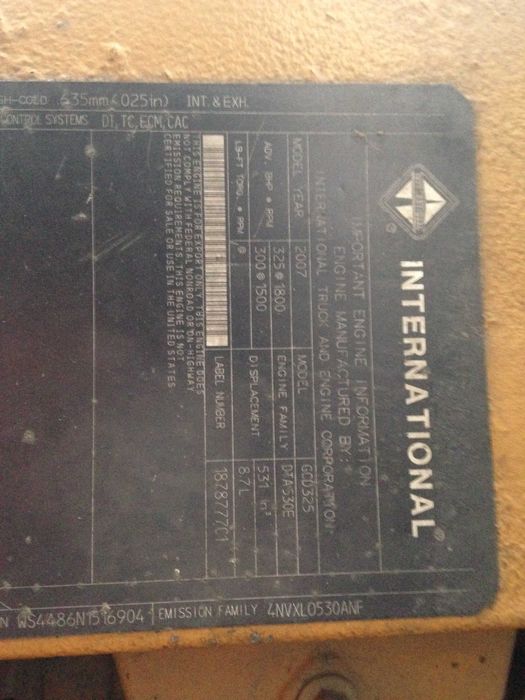 INTERNATIONAL®
IMPORTANT ENGINE INFORMATION
ENGINE MANUFACTURED BY:
INTERNATIONAL TRUCK AND ENGINE CORPORATION
MODEL YEAR 2007 MODEL GCD325
ADV. BHP @ RPM 325@1800 ENGINE FAMILY DTA530E
300@1500 DISPLACEMENT 531 in³
LB-FT TORQ. @ RPM @ 8.7L
LABEL NUMBER 1878777C1
THIS ENGINE IS FOR EXPORT ONLY. THIS ENGINE DOES
NOT COMPLY WITH FEDERAL NONROAD OR ON-HIGHWAY
EMISSION REQUIREMENTS. THIS ENGINE IS NOT
CERTIFIED FOR SALE OR USE IN THE UNITED STATES
SH-COLD .635mm(.025in) INT.& EXH.
CONTROL SYSTEMS DI,TC,ECM,CAC
N WS4486N1516904 EMISSION FAMILY 4NVXL0530ANF